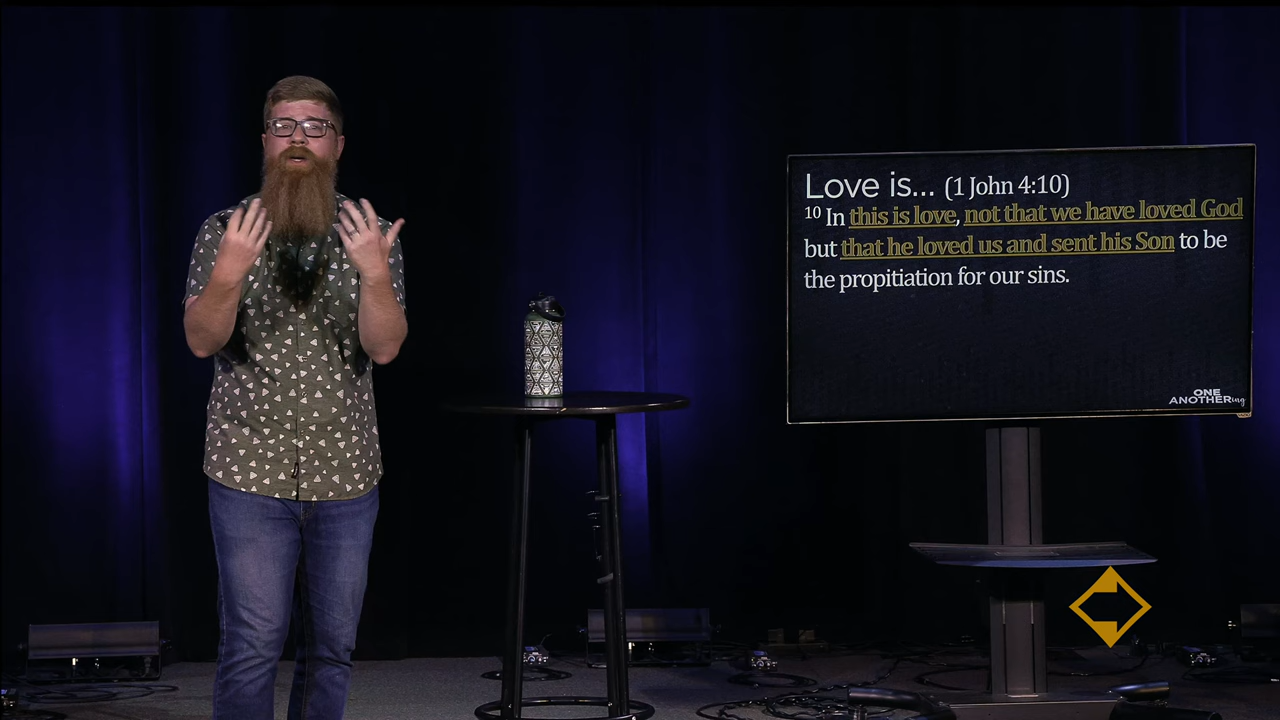 Love is... (1 John 4:10)
10 In this is love, not that we have loved God
but that he loved us and sent his Son to be
the propitiation for our sins.
ONE
ANOTHERing